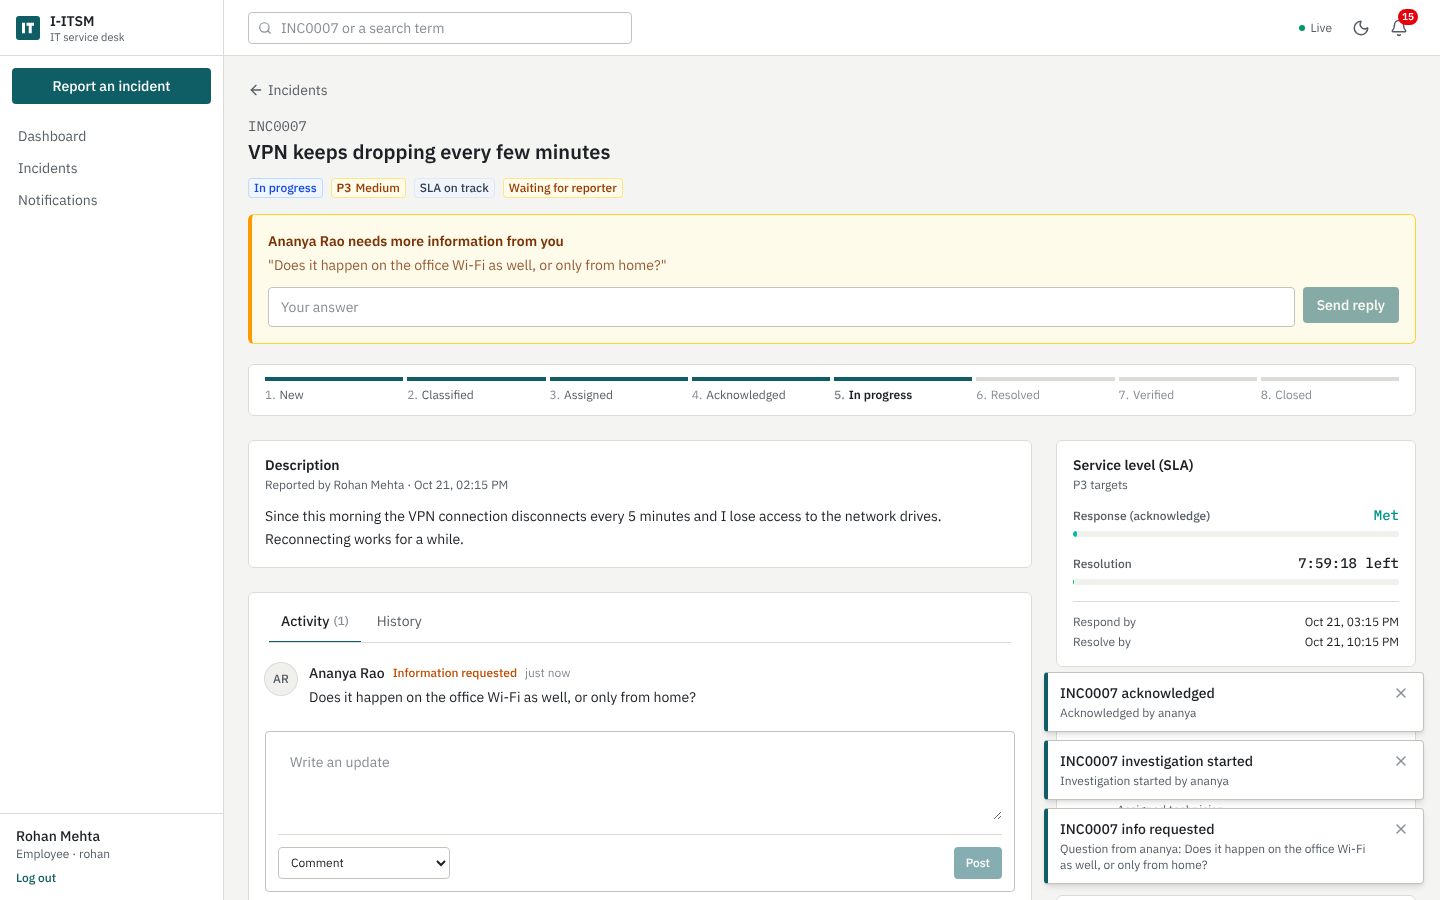 IT
I-ITSM
IT service desk
INC0007 or a search term
Live
15
Report an incident
Dashboard
Incidents
Notifications
Incidents
INC0007
VPN keeps dropping every few minutes
In progress
P3 Medium
SLA on track
Waiting for reporter
Ananya Rao needs more information from you
"Does it happen on the office Wi-Fi as well, or only from home?"
Your answer
Send reply
1. New
2. Classified
3. Assigned
4. Acknowledged
5. In progress
6. Resolved
7. Verified
8. Closed
Description
Reported by Rohan Mehta · Oct 21, 02:15 PM
Since this morning the VPN connection disconnects every 5 minutes and I lose access to the network drives.
Reconnecting works for a while.
Service level (SLA)
P3 targets
Response (acknowledge) Met
Resolution 7:59:18 left
Respond by Oct 21, 03:15 PM
Resolve by Oct 21, 10:15 PM
Activity (1)
History
AR
Ananya Rao Information requested just now
Does it happen on the office Wi-Fi as well, or only from home?
Write an update
Comment
Post
INC0007 acknowledged
Acknowledged by ananya
INC0007 investigation started
Investigation started by ananya
INC0007 info requested
Question from ananya: Does it happen on the office Wi-Fi
as well, or only from home?
Rohan Mehta
Employee · rohan
Log out